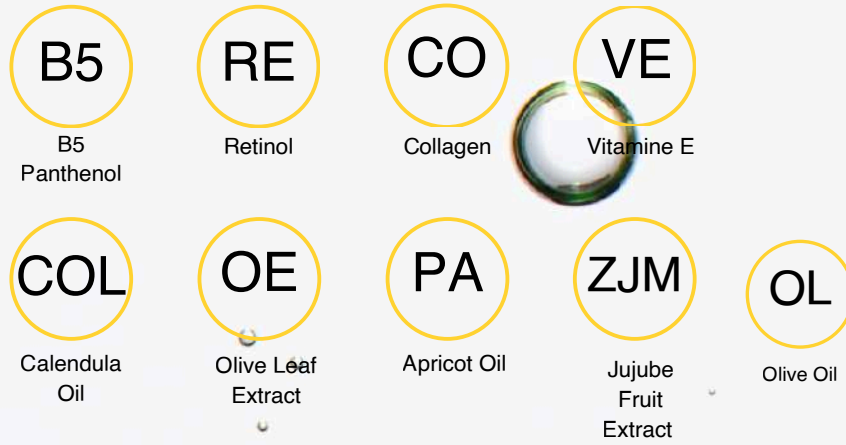 B5
RE
CO
VE
B5
Panthenol
Retinol
Collagen
Vitamine E
COL
OE
PA
ZJM
OL
Calendula
Oil
Olive Leaf
Extract
Apricot Oil
Jujube
Fruit
Extract
Olive Oil